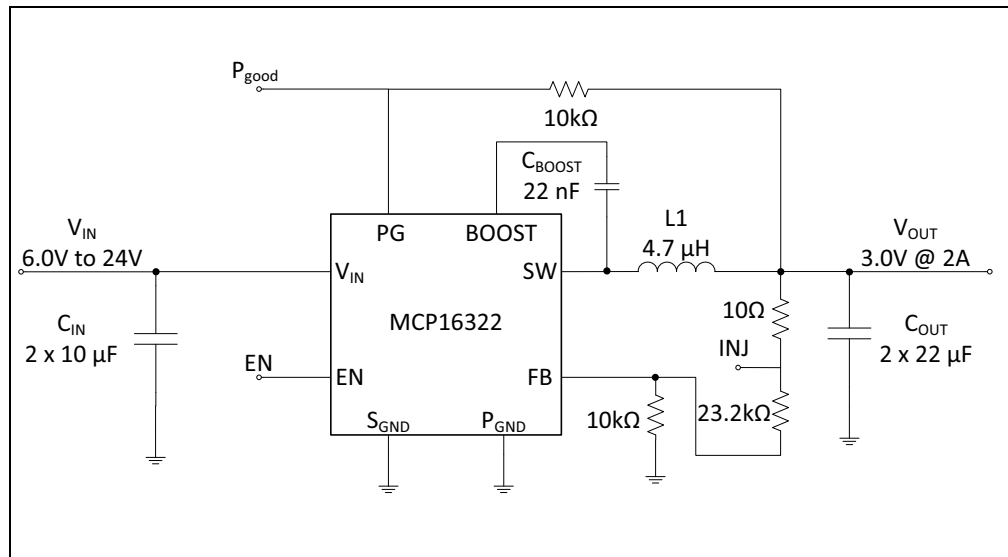 P_good
10kΩ
C_BOOST
22 nF
V_IN
6.0V to 24V
PG
BOOST
L1
4.7 µH
V_OUT
3.0V @ 2A
V_IN
SW
MCP16322
10Ω
C_IN
2 x 10 µF
C_OUT
2 x 22 µF
INJ
EN
EN
FB
10kΩ
23.2kΩ
S_GND
P_GND